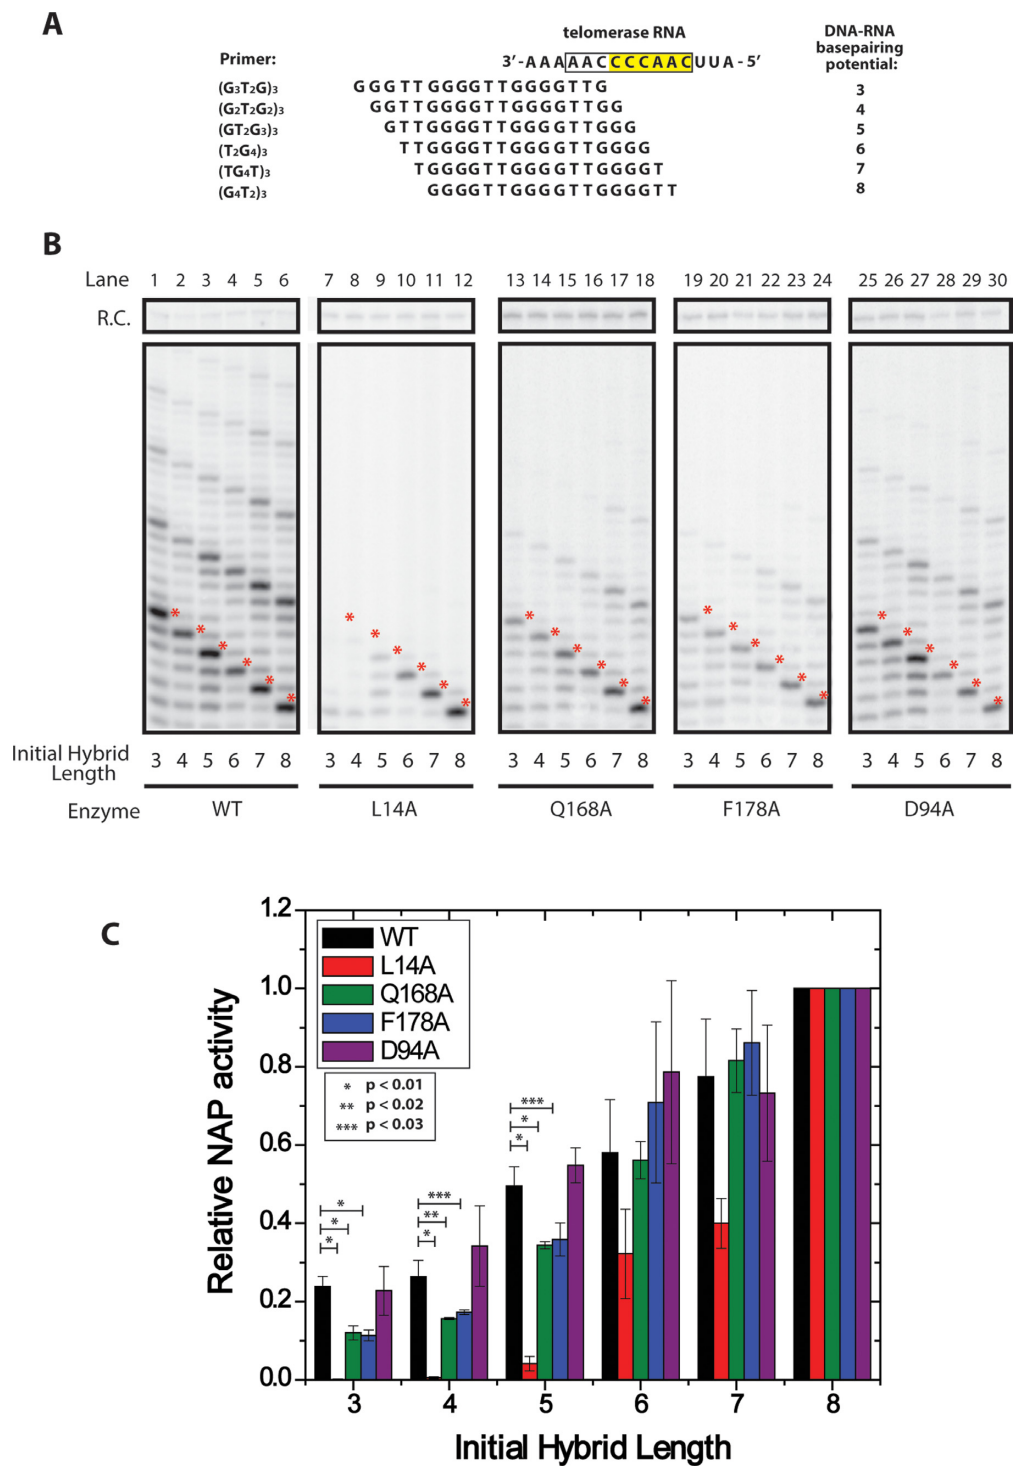 A
telomerase RNA
DNA-RNA
basepairing
potential:
Primer:
3'-AAAAACCCCAACUUA-5'
(G3T2G)3 GGGTTGGGGTTGGGGTTG 3
(G2T2G2)3 GGTTGGGGTTGGGGTTGG 4
(GT2G3)3 GTTGGGGTTGGGGTTGGG 5
(T2G4)3 TTGGGGTTGGGGTTGGGG 6
(TG4T)3 TGGGGTTGGGGTTGGGGT 7
(G4T2)3 GGGGTTGGGGTTGGGGTT 8
B
Lane 1 2 3 4 5 6 7 8 9 10 11 12 13 14 15 16 17 18 19 20 21 22 23 24 25 26 27 28 29 30
R.C.
* * * * * *
* * * * * *
* * * * * *
* * * * * *
* * * * * *
Initial Hybrid
Length
3 4 5 6 7 8 3 4 5 6 7 8 3 4 5 6 7 8 3 4 5 6 7 8 3 4 5 6 7 8
Enzyme WT L14A Q168A F178A D94A
C
1.2
WT
L14A
Q168A
F178A
D94A
* p < 0.01
** p < 0.02
*** p < 0.03
1.0
0.8
0.6
0.4
0.2
0.0
*
*
*
***
**
*
***
*
*
Relative NAP activity
3 4 5 6 7 8
Initial Hybrid Length